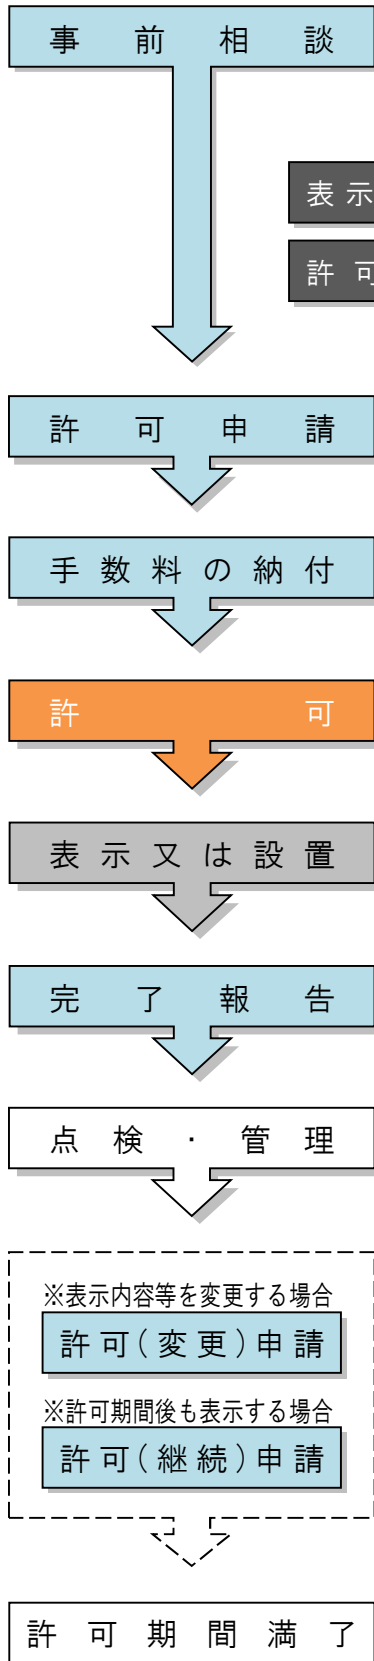 事前相談
表示
許可
許可申請
手数料の納付
許可
表示又は設置
完了報告
点検・管理
※表示内容等を変更する場合
許可(変更)申請
※許可期間後も表示する場合
許可(継続)申請
許可期間満了